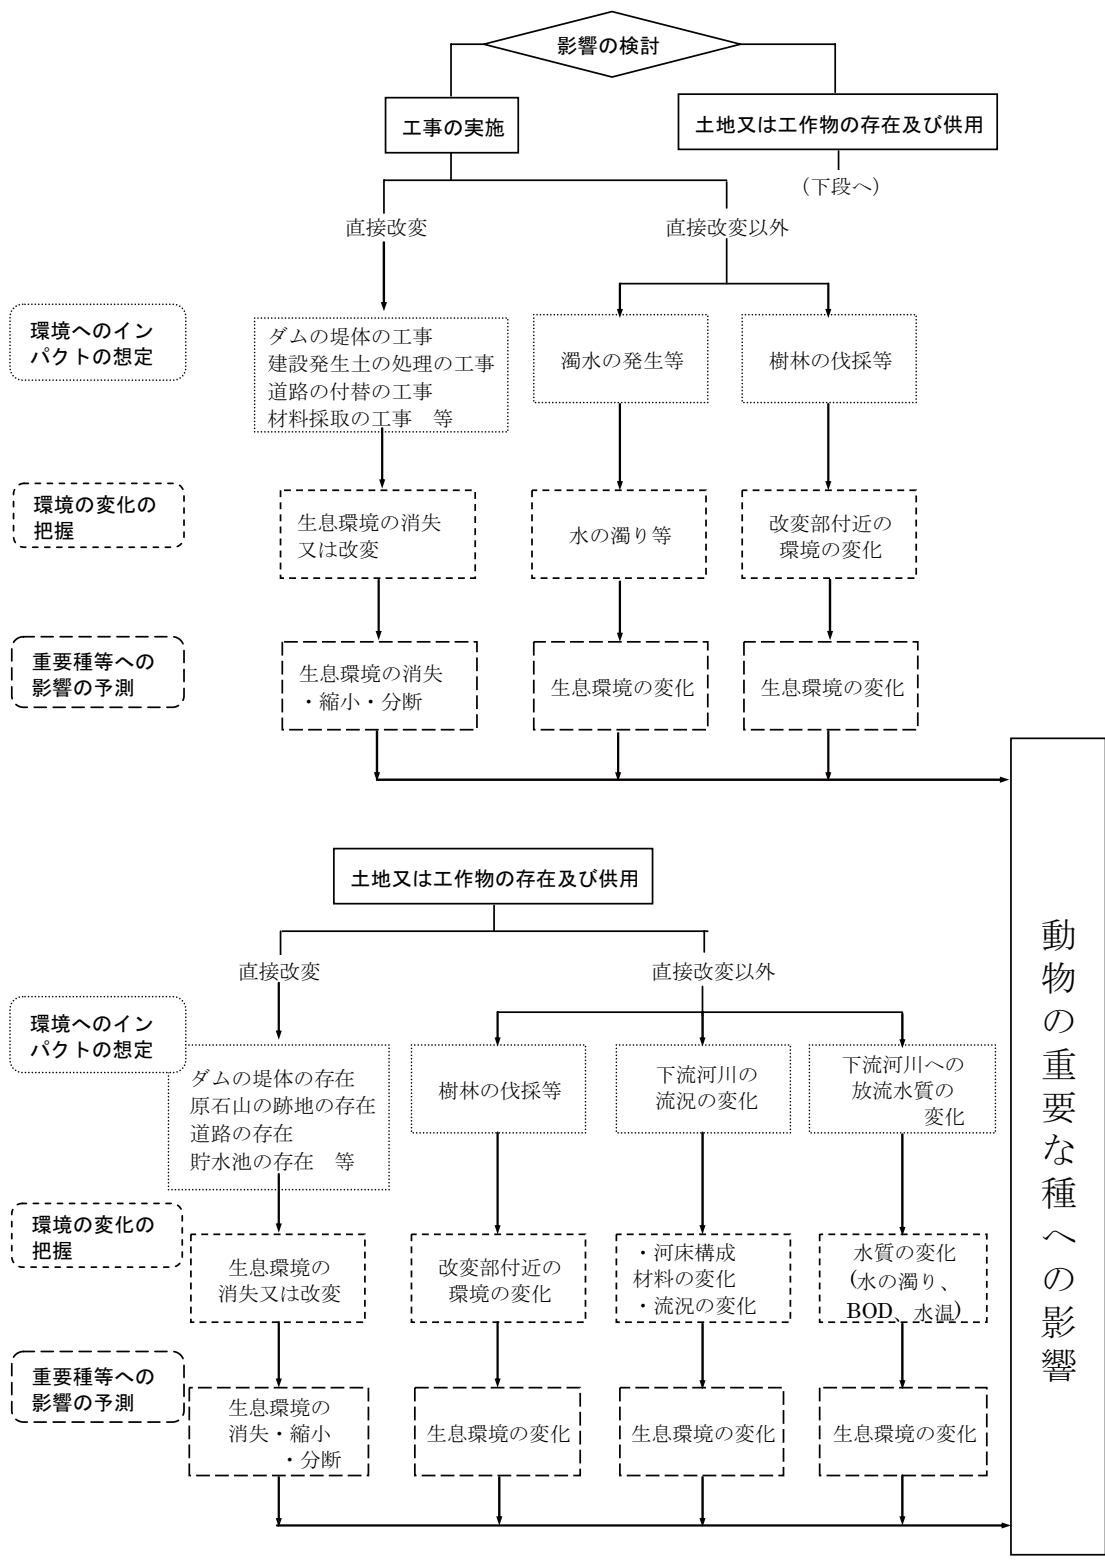 影響の検討
工事の実施
土地又は工作物の存在及び供用
(下段へ)
直接改変
直接改変以外
環境へのイン
パクトの想定
ダムの堤体の工事
建設発生土の処理の工事
道路の付替の工事
材料採取の工事　等
濁水の発生等
樹林の伐採等
環境の変化の
把握
生息環境の消失
又は改変
水の濁り等
改変部付近の
環境の変化
重要種等への
影響の予測
生息環境の消失
・縮小・分断
生息環境の変化
生息環境の変化
土地又は工作物の存在及び供用
直接改変
直接改変以外
環境へのイン
パクトの想定
ダムの堤体の存在
原石山の跡地の存在
道路の存在
貯水池の存在　等
樹林の伐採等
下流河川の
流況の変化
下流河川への
放流水質の
変化
環境の変化の
把握
生息環境の
消失又は改変
改変部付近の
環境の変化
・河床構成
材料の変化
・流況の変化
水質の変化
(水の濁り、
BOD、水温)
重要種等への
影響の予測
生息環境の
消失・縮小
・分断
生息環境の変化
生息環境の変化
生息環境の変化
動物の重要な種への影響